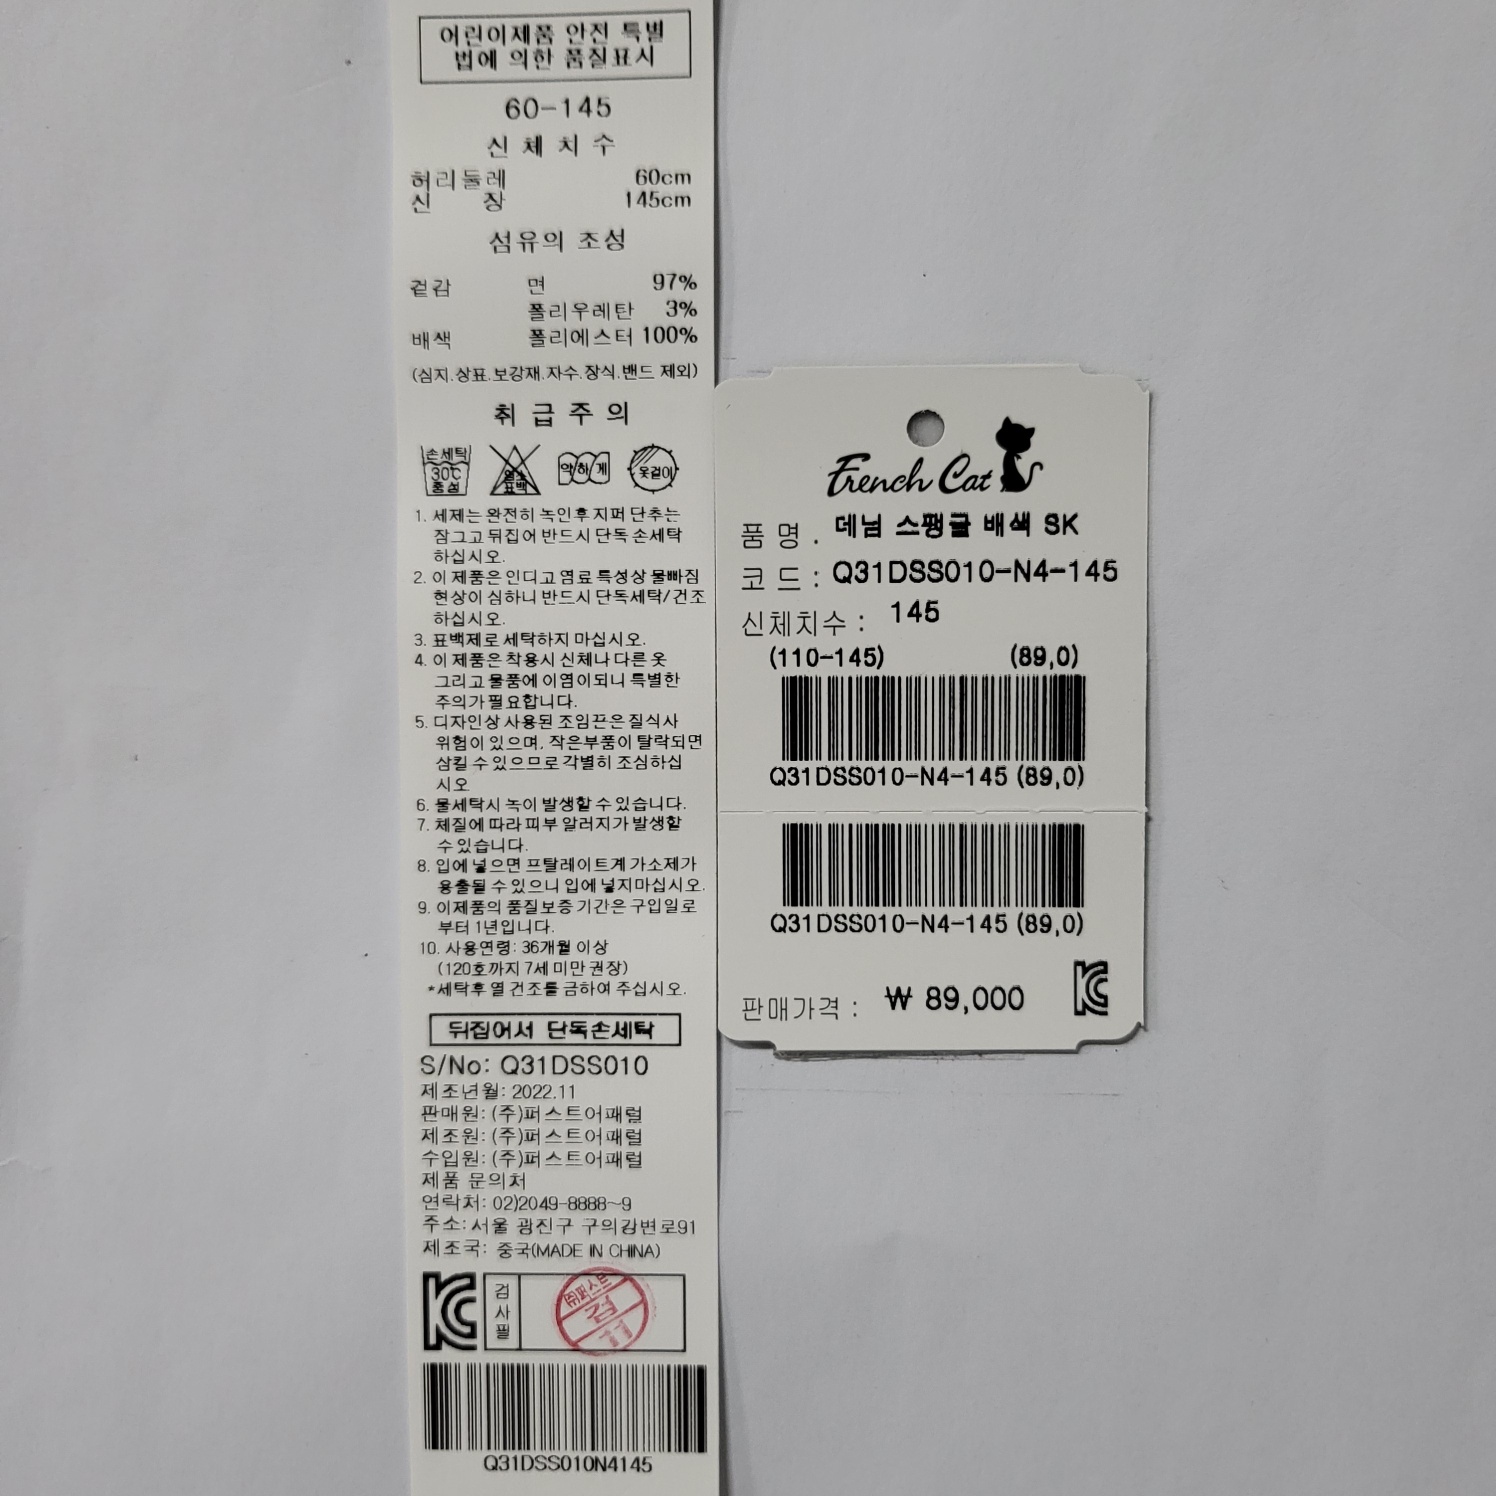 어린이제품 안전 특별
법에 의한 품질표시
60-145
신 체 치 수
허리둘레 60cm
신 장 145cm
섬유의 조성
겉감 면 97%
폴리우레탄 3%
배색 폴리에스터 100%
(심지.상표.보강재.자수.장식.밴드 제외)
취 급 주 의
손세탁
30℃
중성
염소
표백
약하게
옷걸이
1. 세제는 완전히 녹인후 지퍼 단추는
잠그고 뒤집어 반드시 단독 손세탁
하십시오.
2. 이 제품은 인디고 염료 특성상 물빠짐
현상이 심하니 반드시 단독세탁/건조
하십시오.
3. 표백제로 세탁하지 마십시오.
4. 이 제품은 착용시 신체나 다른 옷
그리고 물품에 이염이되니 특별한
주의가 필요합니다.
5. 디자인상 사용된 조임끈은 질식사
위험이 있으며, 작은부품이 탈락되면
삼킬 수 있으므로 각별히 조심하십
시오.
6. 물세탁시 녹이 발생할 수 있습니다.
7. 체질에 따라 피부 알러지가 발생할
수 있습니다.
8. 입에 넣으면 프탈레이트계 가소제가
용출될 수 있으니 입에 넣지마십시오.
9. 이제품의 품질보증 기간은 구입일로
부터 1년입니다.
10. 사용연령: 36개월 이상
(120호까지 7세 미만 권장)
*세탁후 열 건조를 금하여 주십시오.
뒤집어서 단독손세탁
S/No: Q31DSS010
제조년월: 2022.11
판매원: (주)퍼스트어패럴
제조원: (주)퍼스트어패럴
수입원: (주)퍼스트어패럴
제품 문의처
연락처: 02)2049-8888~9
주소: 서울 광진구 구의강변로91
제조국: 중국(MADE IN CHINA)
KC
검
사
필
㈜퍼스트
검
11
Q31DSS010N4145
French Cat
품 명 . 데님 스팽글 배색 SK
코 드 : Q31DSS010-N4-145
신체치수 : 145
(110-145) (89,0)
Q31DSS010-N4-145 (89,0)
Q31DSS010-N4-145 (89,0)
판매가격 : ₩ 89,000
KC